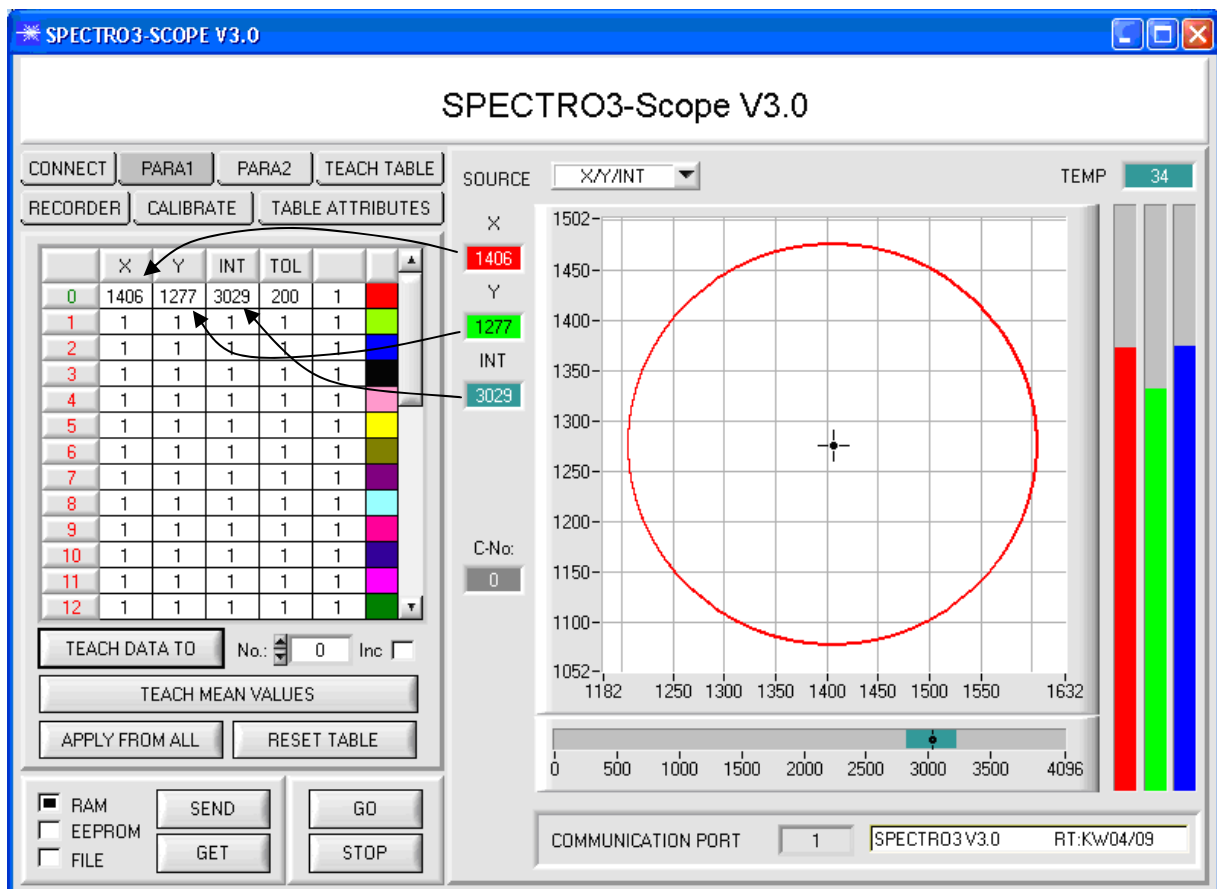 SPECTRO3-SCOPE V3.0
SPECTRO3-Scope V3.0
CONNECT PARA1 PARA2 TEACH TABLE
RECORDER CALIBRATE TABLE ATTRIBUTES
X Y INT TOL
0 1406 1277 3029 200 1
1 1 1 1 1 1
2 1 1 1 1 1
3 1 1 1 1 1
4 1 1 1 1 1
5 1 1 1 1 1
6 1 1 1 1 1
7 1 1 1 1 1
8 1 1 1 1 1
9 1 1 1 1 1
10 1 1 1 1 1
11 1 1 1 1 1
12 1 1 1 1 1
TEACH DATA TO No.: 0 Inc
TEACH MEAN VALUES
APPLY FROM ALL RESET TABLE
RAM
EEPROM
FILE
SEND
GET
GO
STOP
SOURCE X/Y/INT
TEMP 34
X
1406
Y
1277
INT
3029
C-No:
0
1502
1450
1400
1350
1300
1250
1200
1150
1100
1052
1182 1250 1300 1350 1400 1450 1500 1550 1632
0 500 1000 1500 2000 2500 3000 3500 4096
COMMUNICATION PORT 1 SPECTRO3 V3.0 RT:KW04/09